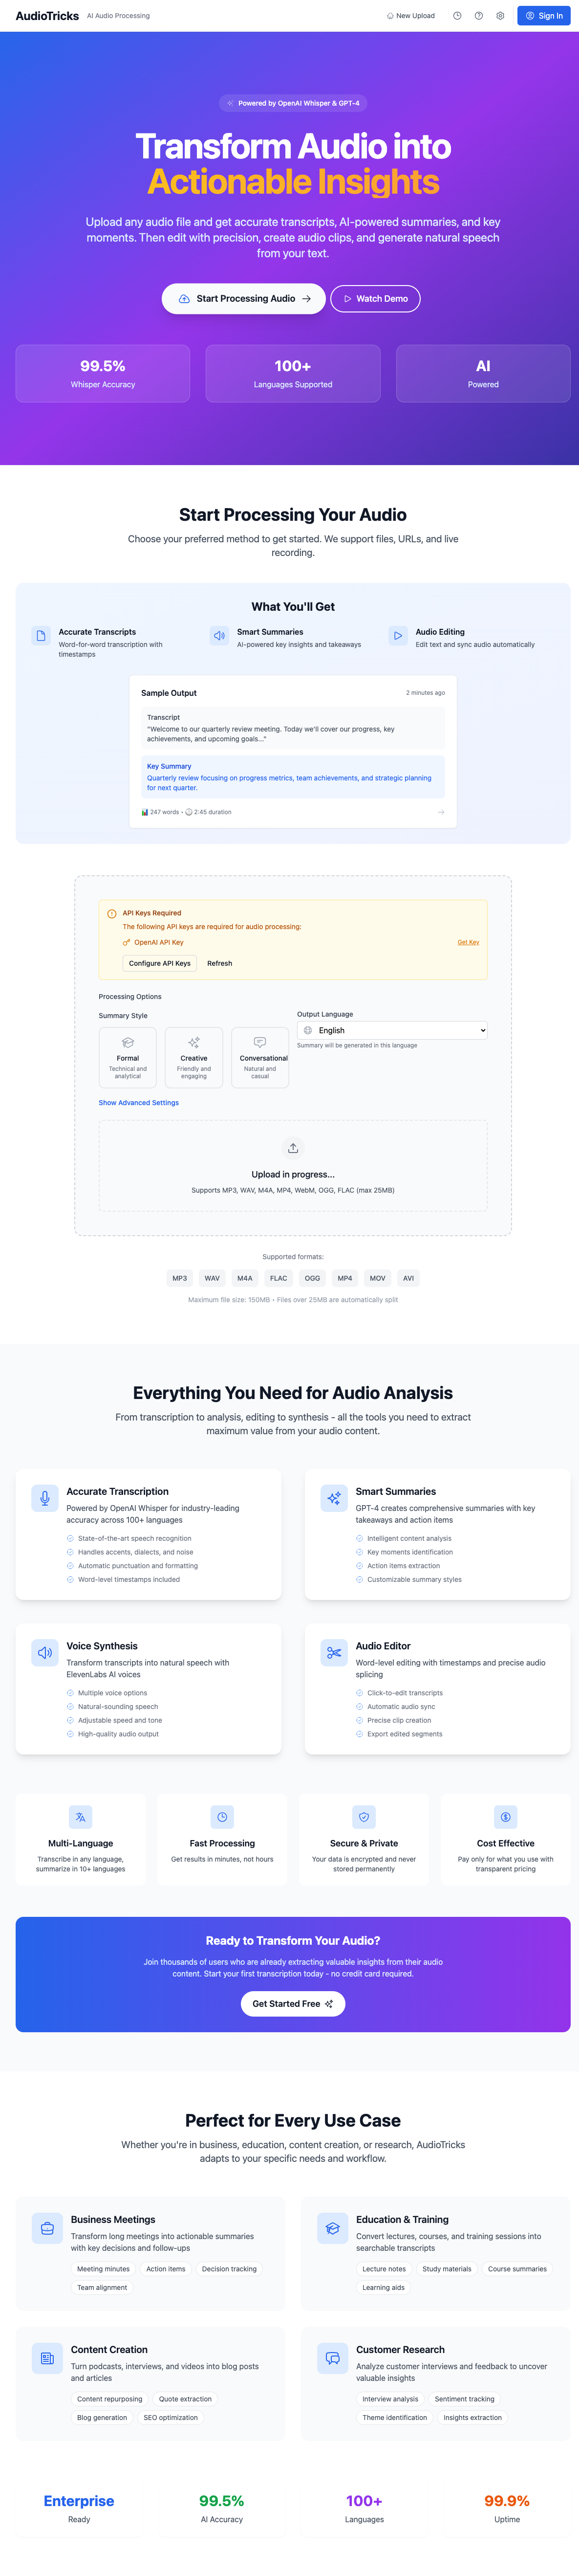 AudioTricks AI Audio Processing New Upload Sign In
Powered by OpenAI Whisper & GPT-4
Transform Audio into
Actionable Insights
Upload any audio file and get accurate transcripts, AI-powered summaries, and key
moments. Then edit with precision, create audio clips, and generate natural speech
from your text.
Start Processing Audio → Watch Demo
99.5% 100+ AI
Whisper Accuracy Languages Supported Powered
Start Processing Your Audio
Choose your preferred method to get started. We support files, URLs, and live
recording.
What You'll Get
Accurate Transcripts
Word-for-word transcription with
timestamps
Smart Summaries
AI-powered key insights and takeaways
Audio Editing
Edit text and sync audio automatically
Sample Output 2 minutes ago
Transcript
"Welcome to our quarterly review meeting. Today we'll cover our progress, key
achievements, and upcoming goals..."
Key Summary
Quarterly review focusing on progress metrics, team achievements, and strategic planning
for next quarter.
📊 247 words • 🕐 2:45 duration →
API Keys Required
The following API keys are required for audio processing:
OpenAI API Key Get Key
Configure API Keys Refresh
Processing Options
Summary Style
Formal
Technical and
analytical
Creative
Friendly and
engaging
Conversational
Natural and
casual
Output Language
English
Summary will be generated in this language
Show Advanced Settings
Upload in progress...
Supports MP3, WAV, M4A, MP4, WebM, OGG, FLAC (max 25MB)
Supported formats:
MP3 WAV M4A FLAC OGG MP4 MOV AVI
Maximum file size: 150MB • Files over 25MB are automatically split
Everything You Need for Audio Analysis
From transcription to analysis, editing to synthesis - all the tools you need to extract
maximum value from your audio content.
Accurate Transcription
Powered by OpenAI Whisper for industry-leading
accuracy across 100+ languages
State-of-the-art speech recognition
Handles accents, dialects, and noise
Automatic punctuation and formatting
Word-level timestamps included
Smart Summaries
GPT-4 creates comprehensive summaries with key
takeaways and action items
Intelligent content analysis
Key moments identification
Action items extraction
Customizable summary styles
Voice Synthesis
Transform transcripts into natural speech with
ElevenLabs AI voices
Multiple voice options
Natural-sounding speech
Adjustable speed and tone
High-quality audio output
Audio Editor
Word-level editing with timestamps and precise audio
splicing
Click-to-edit transcripts
Automatic audio sync
Precise clip creation
Export edited segments
Multi-Language
Transcribe in any language,
summarize in 10+ languages
Fast Processing
Get results in minutes, not hours
Secure & Private
Your data is encrypted and never
stored permanently
Cost Effective
Pay only for what you use with
transparent pricing
Ready to Transform Your Audio?
Join thousands of users who are already extracting valuable insights from their audio
content. Start your first transcription today - no credit card required.
Get Started Free
Perfect for Every Use Case
Whether you're in business, education, content creation, or research, AudioTricks
adapts to your specific needs and workflow.
Business Meetings
Transform long meetings into actionable summaries
with key decisions and follow-ups
Meeting minutes Action items Decision tracking
Team alignment
Education & Training
Convert lectures, courses, and training sessions into
searchable transcripts
Lecture notes Study materials Course summaries
Learning aids
Content Creation
Turn podcasts, interviews, and videos into blog posts
and articles
Content repurposing Quote extraction
Blog generation SEO optimization
Customer Research
Analyze customer interviews and feedback to uncover
valuable insights
Interview analysis Sentiment tracking
Theme identification Insights extraction
Enterprise 99.5% 100+ 99.9%
Ready AI Accuracy Languages Uptime